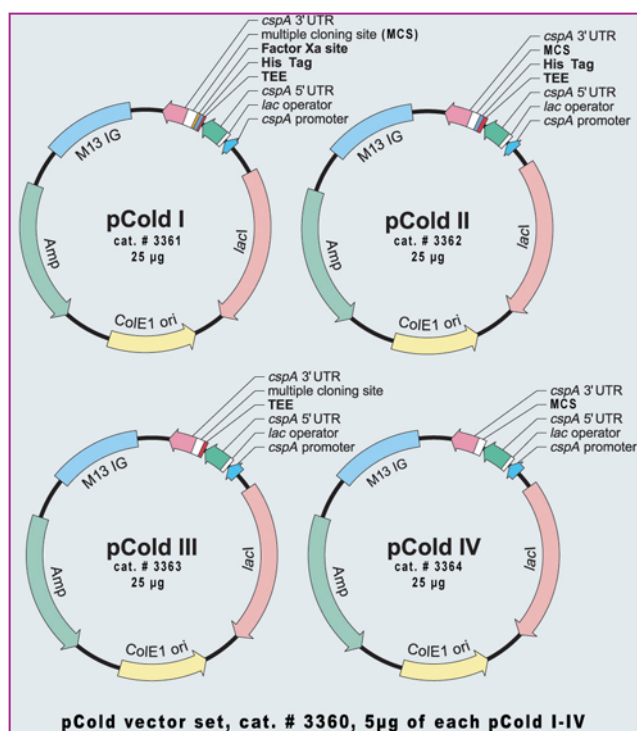 cspA 3' UTR
multiple cloning site (MCS)
Factor Xa site
His Tag
TEE
cspA 5' UTR
lac operator
cspA promoter
M13 IG
pCold I
cat. # 3361
25 µg
lacI
Amp
ColE1 ori
cspA 3' UTR
MCS
His Tag
TEE
cspA 5' UTR
lac operator
cspA promoter
M13 IG
pCold II
cat. # 3362
25 µg
lacI
Amp
ColE1 ori
cspA 3' UTR
multiple cloning site
TEE
cspA 5' UTR
lac operator
cspA promoter
M13 IG
pCold III
cat. # 3363
25 µg
lacI
Amp
ColE1 ori
cspA 3' UTR
MCS
cspA 5' UTR
lac operator
cspA promoter
M13 IG
pCold IV
cat. # 3364
25 µg
lacI
Amp
ColE1 ori
pCold vector set, cat. # 3360, 5µg of each pCold I-IV